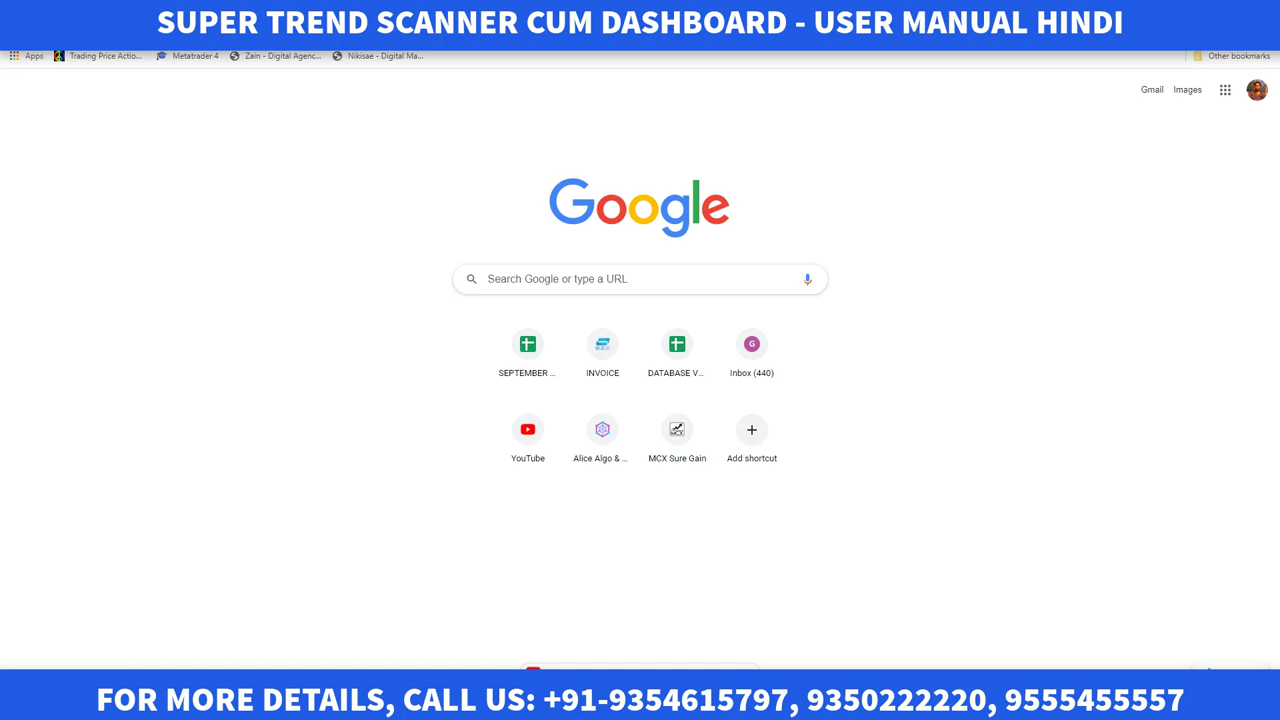 SUPER TREND SCANNER CUM DASHBOARD - USER MANUAL HINDI
Apps Trading Price Actio... Metatrader 4 Zain - Digital Agenc... Nikisae - Digital Ma... Other bookmarks
Gmail Images
Google
Search Google or type a URL
SEPTEMBER ... INVOICE DATABASE V... G Inbox (440)
YouTube Alice Algo & ... MCX MCX Sure Gain Add shortcut
FOR MORE DETAILS, CALL US: +91-9354615797, 9350222220, 9555455557